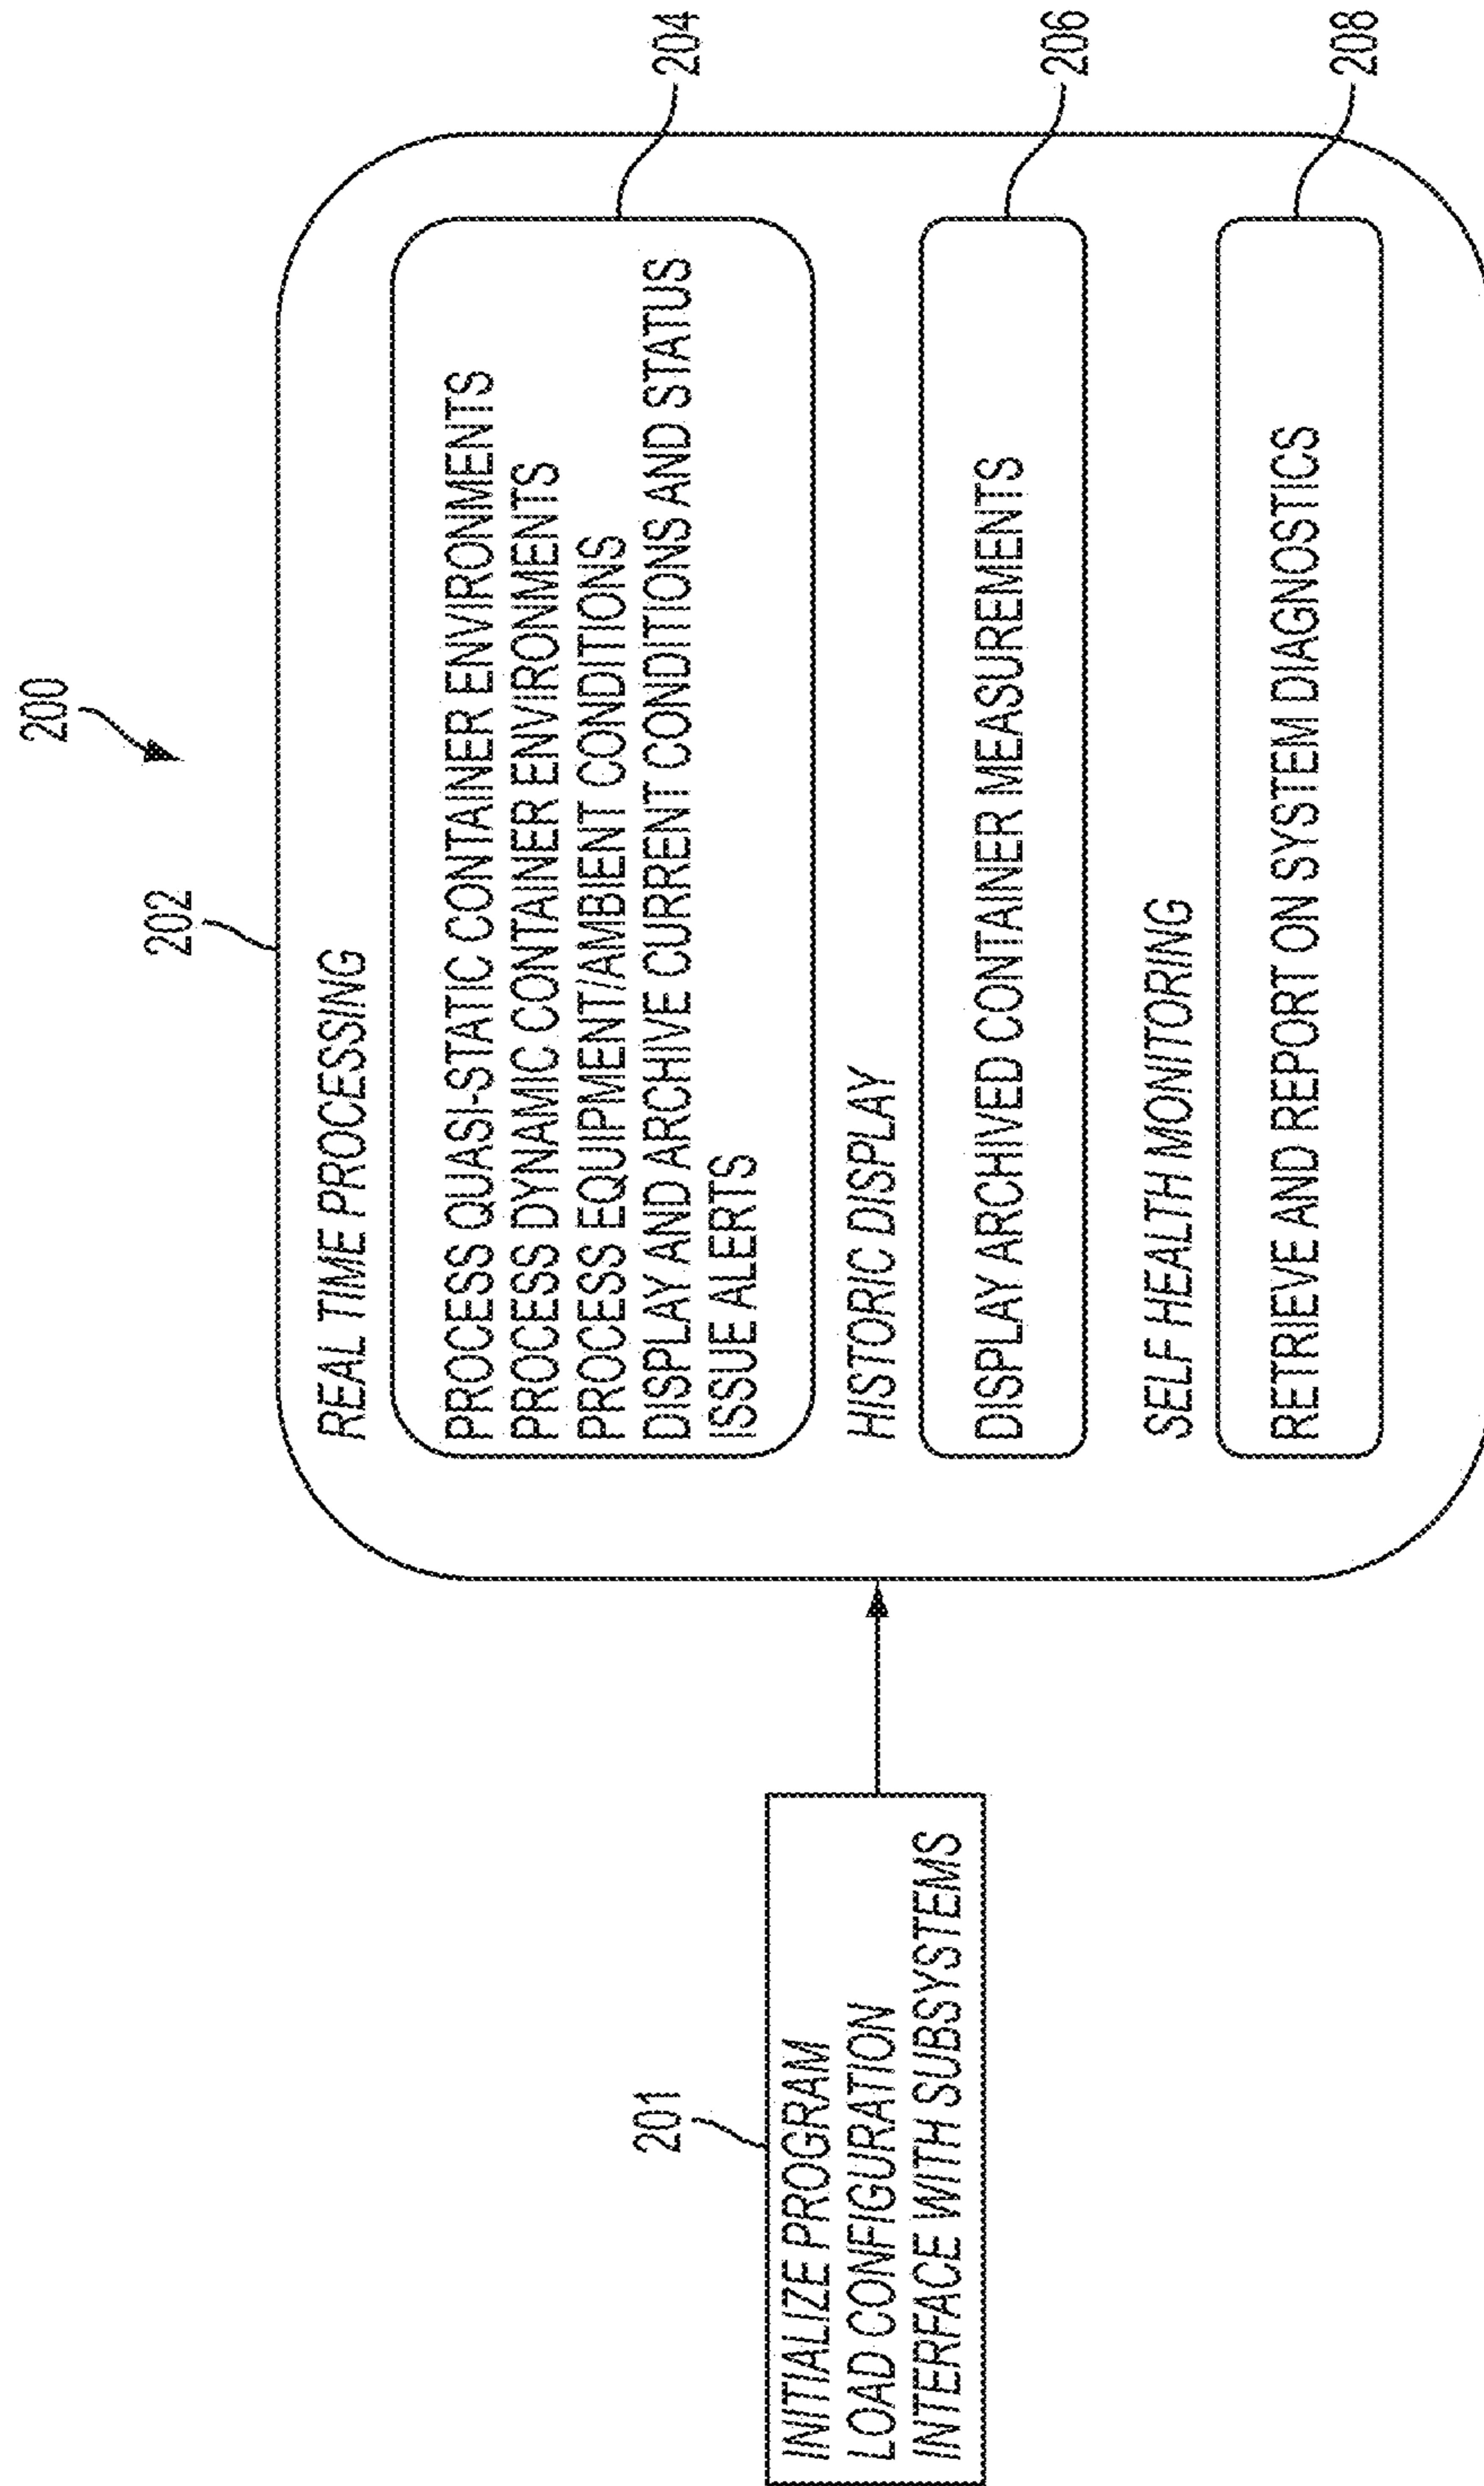 200
202
REAL TIME PROCESSING
PROCESS QUASI-STATIC CONTAINER ENVIRONMENTS
PROCESS DYNAMIC CONTAINER ENVIRONMENTS
PROCESS EQUIPMENT/AMBIENT CONDITIONS
DISPLAY AND ARCHIVE CURRENT CONDITIONS AND STATUS
ISSUE ALERTS
204
HISTORIC DISPLAY
DISPLAY ARCHIVED CONTAINER MEASUREMENTS
206
SELF HEALTH MONITORING
RETRIEVE AND REPORT ON SYSTEM DIAGNOSTICS
208
201
INITIALIZE PROGRAM
LOAD CONFIGURATION
INTERFACE WITH SUBSYSTEMS